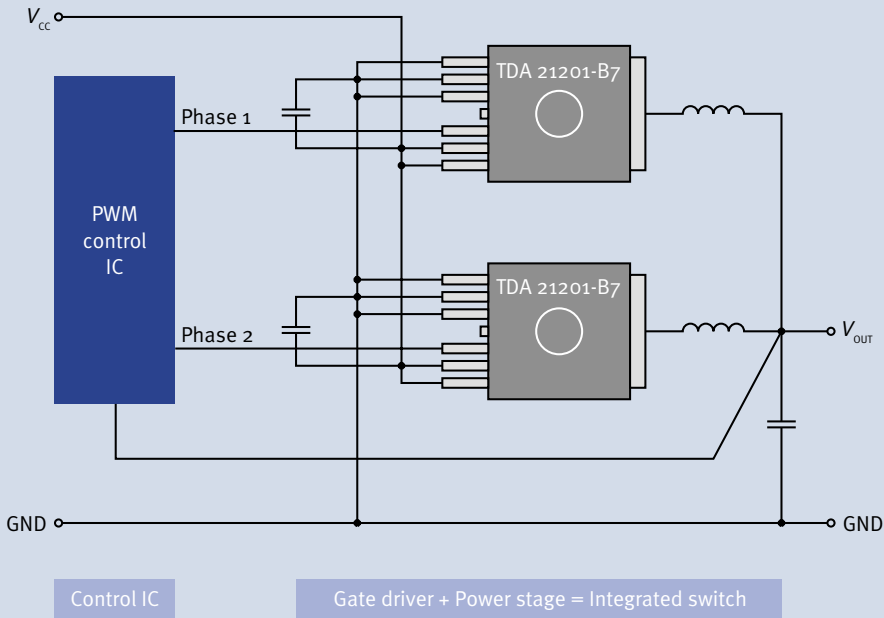 VCC
TDA 21201-B7
Phase 1
PWM
control
IC
TDA 21201-B7
Phase 2
VOUT
GND
GND
Control IC
Gate driver + Power stage = Integrated switch